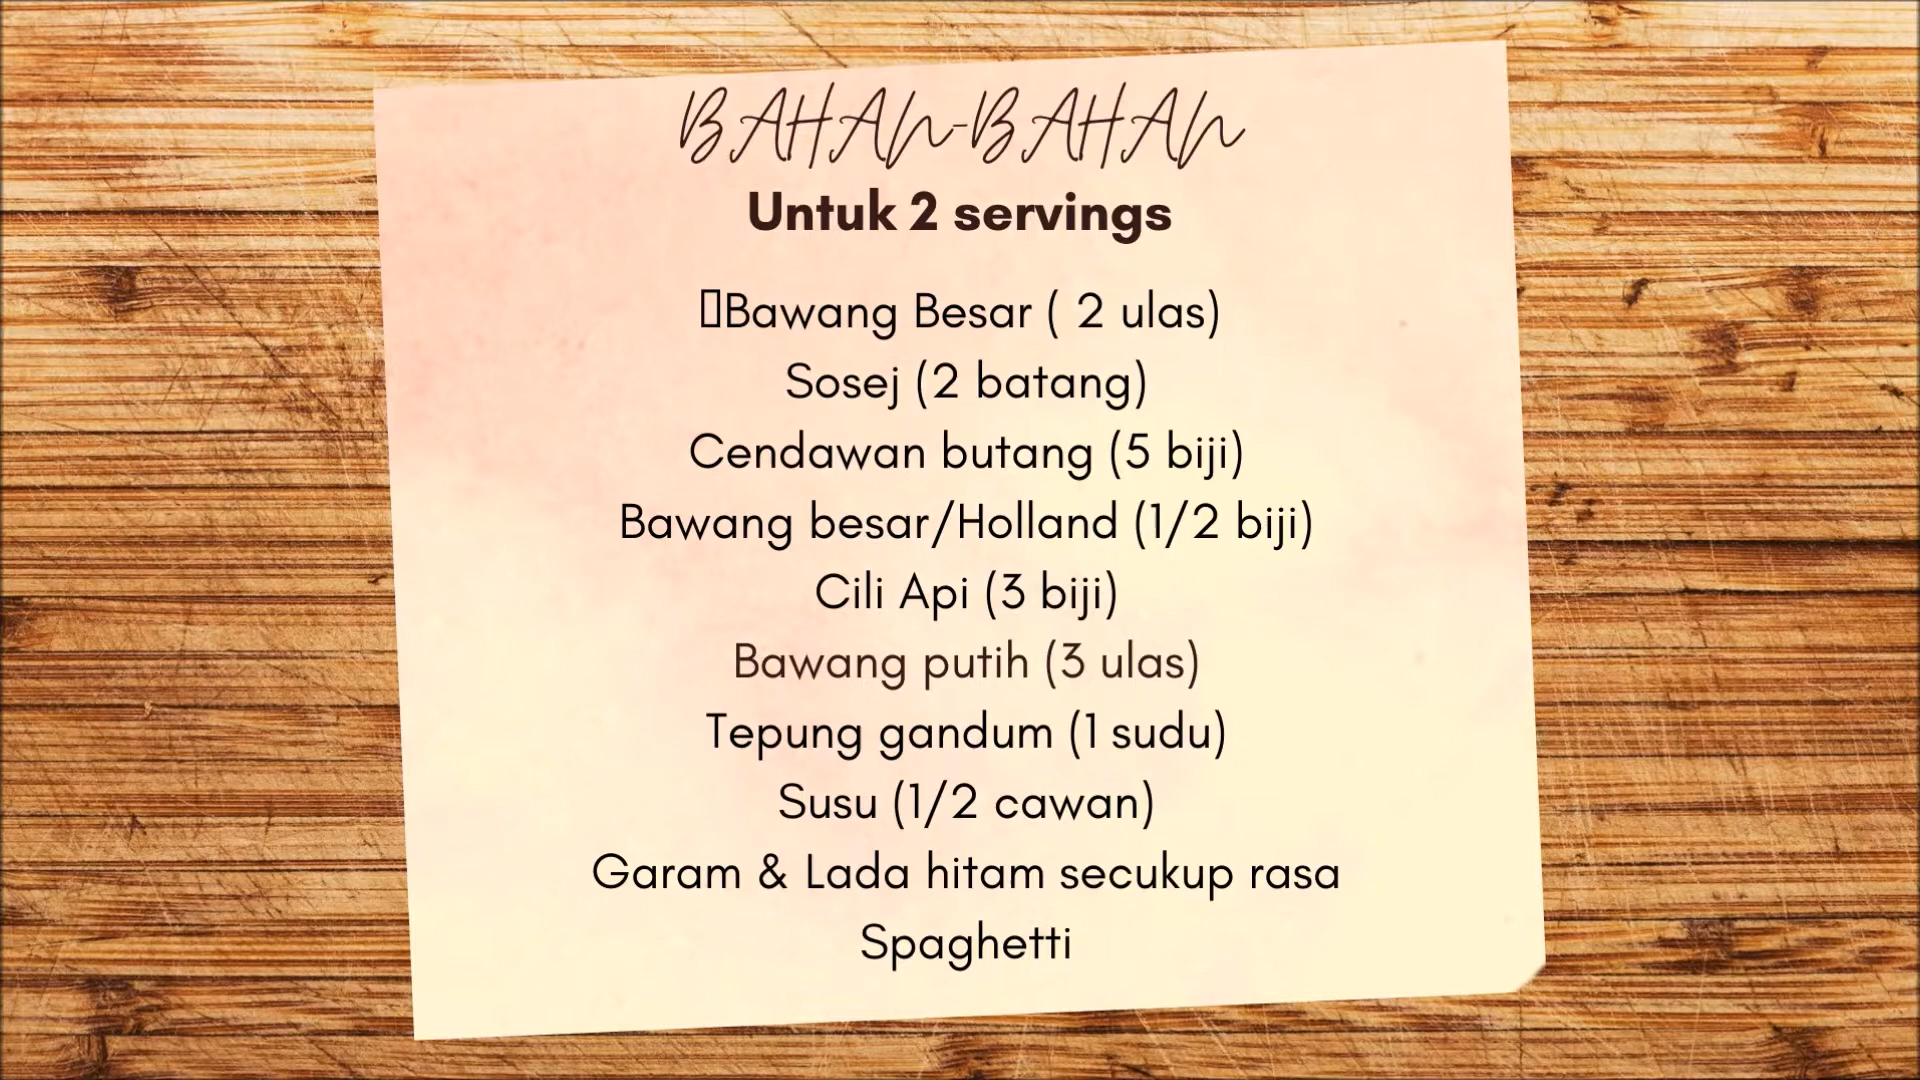 BAHAN-BAHAN
Untuk 2 servings
Bawang Besar ( 2 ulas)
Sosej (2 batang)
Cendawan butang (5 biji)
Bawang besar/Holland (1/2 biji)
Cili Api (3 biji)
Bawang putih (3 ulas)
Tepung gandum (1 sudu)
Susu (1/2 cawan)
Garam & Lada hitam secukup rasa
Spaghetti